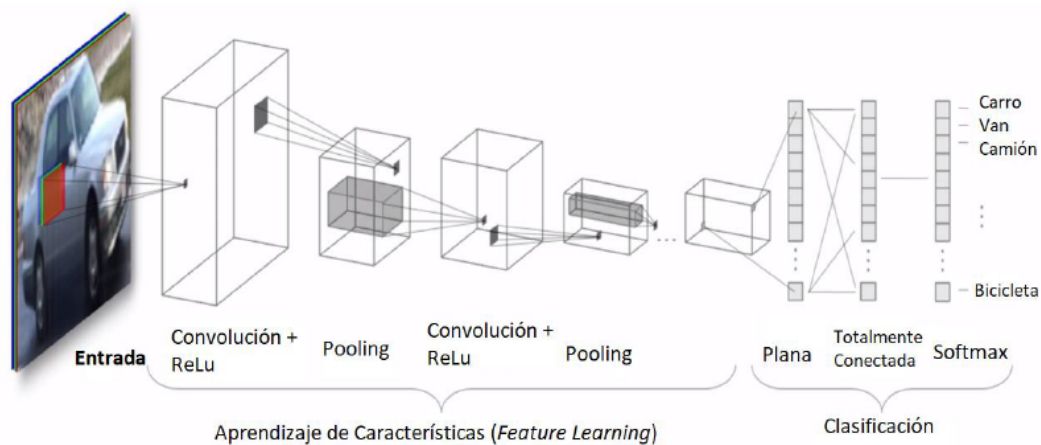 Carro
Van
Camión
Bicicleta
Entrada
Convolución +
ReLu
Pooling
Convolución +
ReLu
Pooling
Plana
Totalmente
Conectada
Softmax
Aprendizaje de Características (Feature Learning)
Clasificación